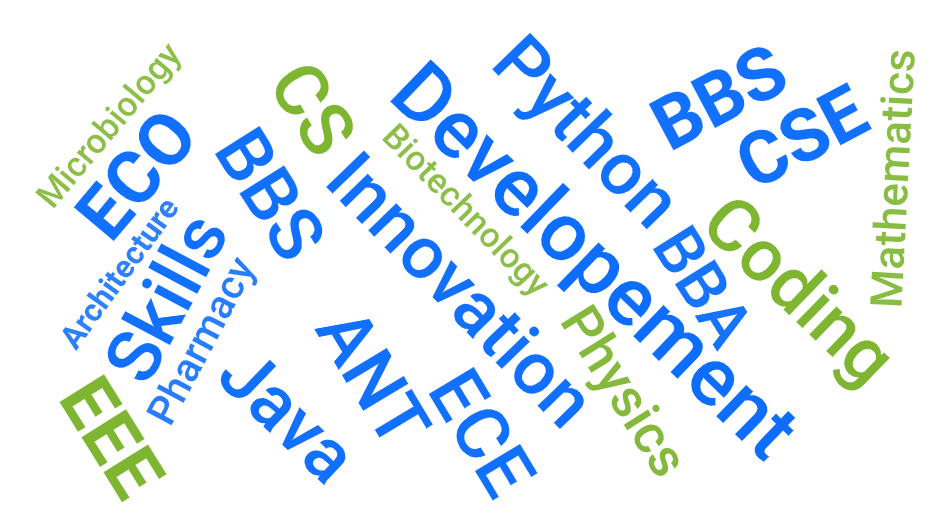 Microbiology
ECO
Architecture
Skills
Pharmacy
EEE
BBS
CS
Innovation
Java
ANT
ECE
Biotechnology
Developement
Python
BBA
Physics
BBS
CSE
Coding
Mathematics